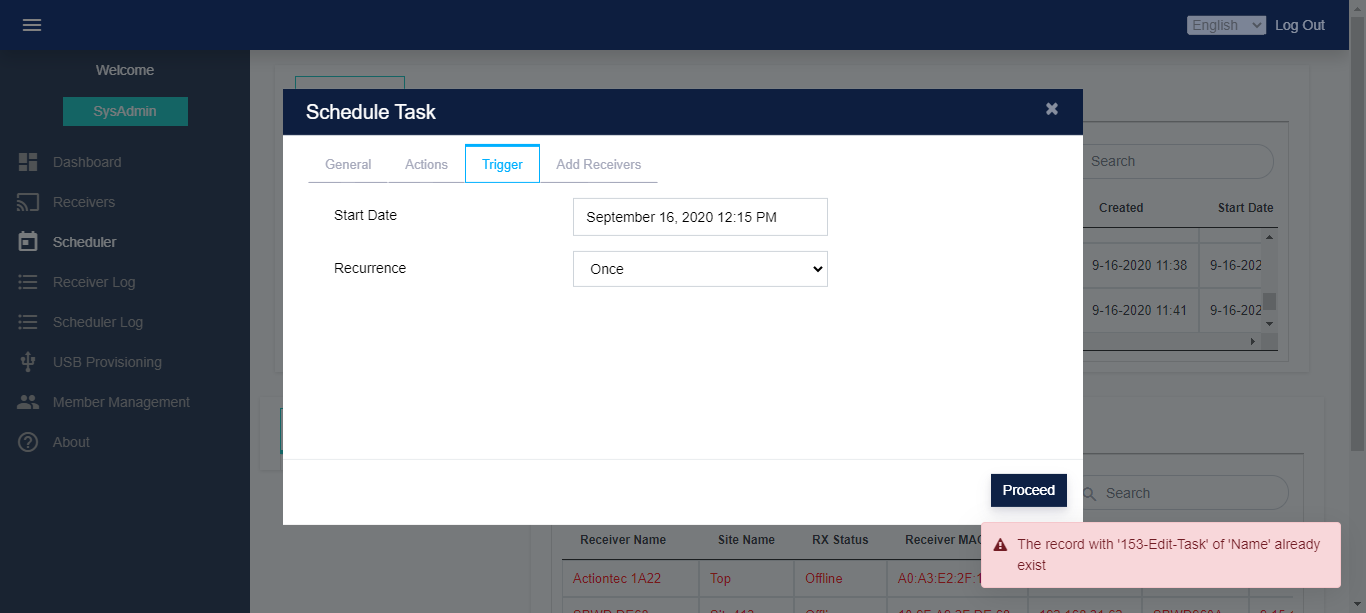 English
Log Out
Welcome
SysAdmin
Dashboard
Receivers
Scheduler
Receiver Log
Scheduler Log
USB Provisioning
Member Management
About
Schedule Task
×
General
Actions
Trigger
Add Receivers
Start Date
September 16, 2020 12:15 PM
Recurrence
Once
Proceed
Search
Created Start Date
9-16-2020 11:38 9-16-202
9-16-2020 11:41 9-16-202
Search
Receiver Name Site Name RX Status Receiver MAC
Actiontec 1A22 Top Offline A0:A3:E2:2F:1
The record with '153-Edit-Task' of 'Name' already
exist